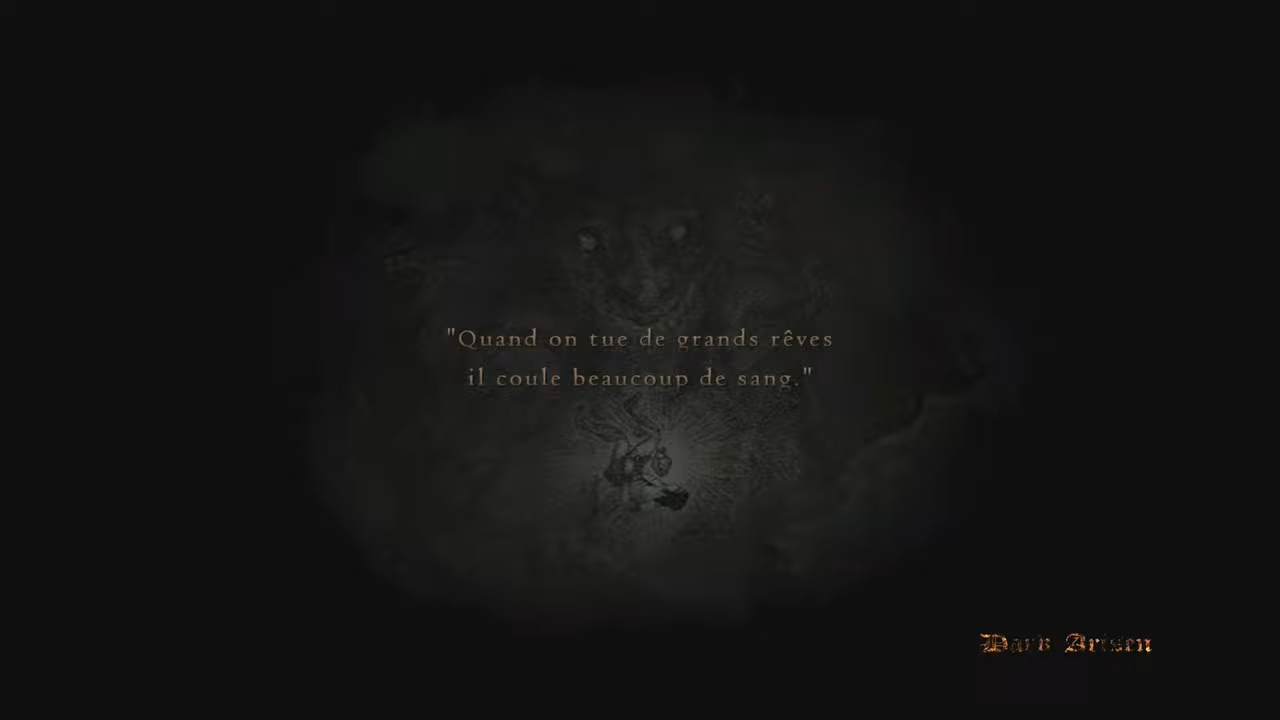 "Quand on tue de grands rêves
il coule beaucoup de sang."
Dark Arisen